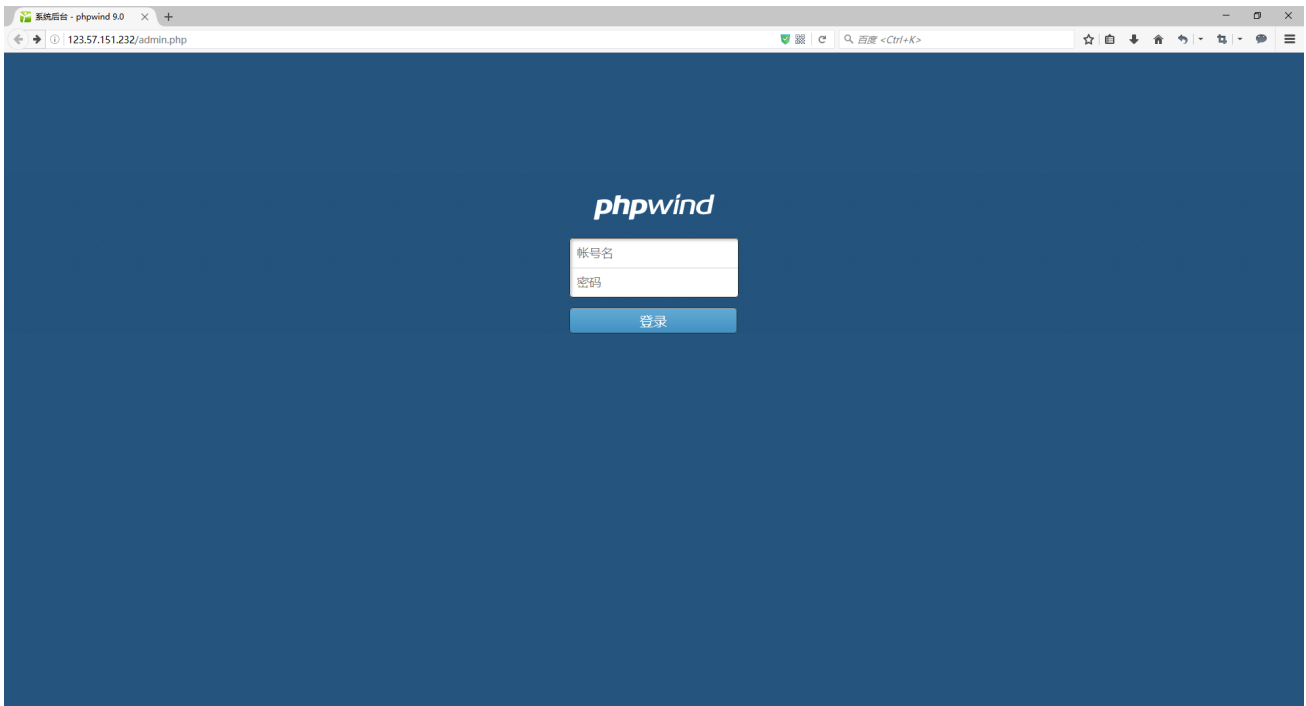 系统后台 - phpwind 9.0
123.57.151.232/admin.php
百度 <Ctrl+K>
phpwind
帐号名
密码
登录